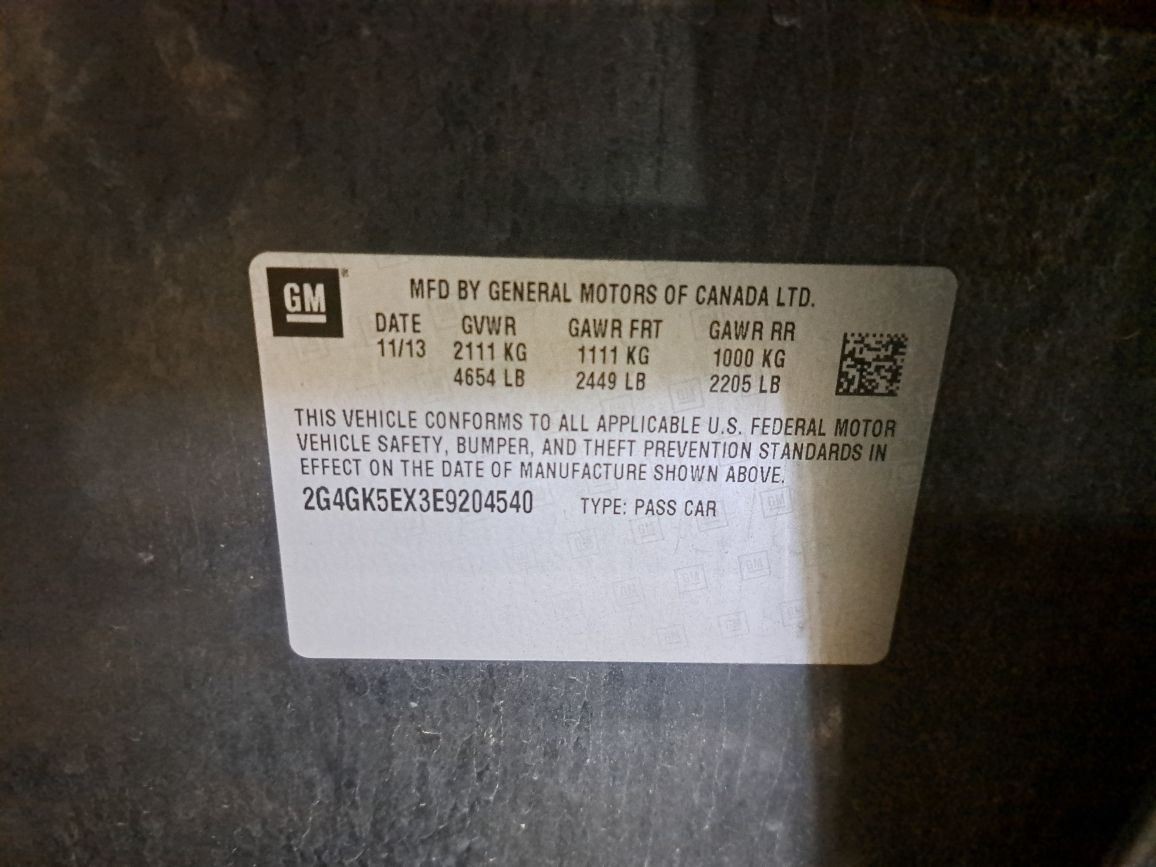 GM
MFD BY GENERAL MOTORS OF CANADA LTD.
DATE GVWR GAWR FRT GAWR RR
11/13 2111 KG 1111 KG 1000 KG
4654 LB 2449 LB 2205 LB
THIS VEHICLE CONFORMS TO ALL APPLICABLE U.S. FEDERAL MOTOR
VEHICLE SAFETY, BUMPER, AND THEFT PREVENTION STANDARDS IN
EFFECT ON THE DATE OF MANUFACTURE SHOWN ABOVE.
2G4GK5EX3E9204540 TYPE: PASS CAR